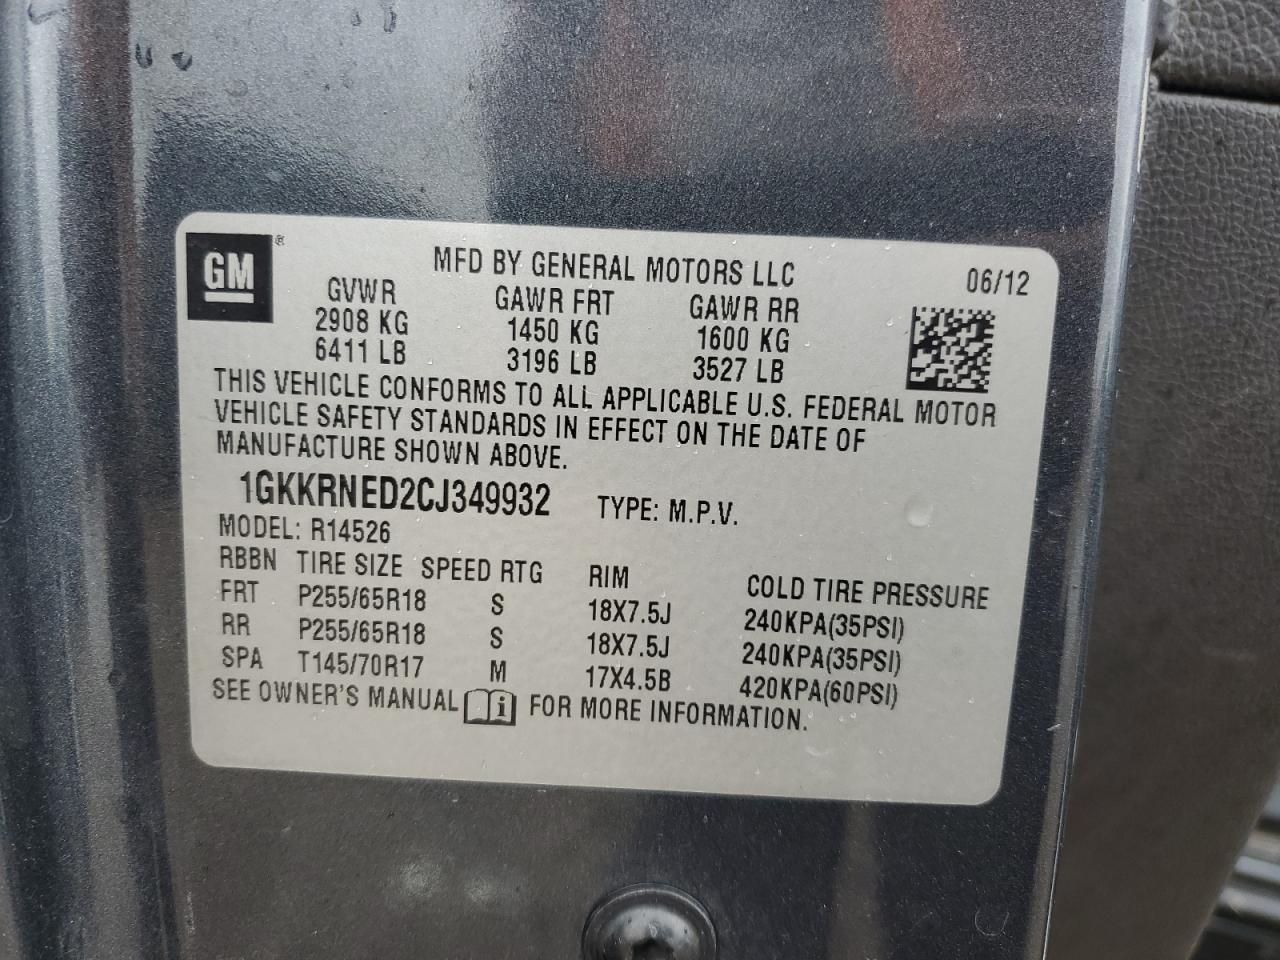 GM ®
MFD BY GENERAL MOTORS LLC 06/12
GVWR GAWR FRT GAWR RR
2908 KG 1450 KG 1600 KG
6411 LB 3196 LB 3527 LB
THIS VEHICLE CONFORMS TO ALL APPLICABLE U.S. FEDERAL MOTOR
VEHICLE SAFETY STANDARDS IN EFFECT ON THE DATE OF
MANUFACTURE SHOWN ABOVE.
1GKKRNED2CJ349932 TYPE: M.P.V.
MODEL: R14526
RBBN TIRE SIZE SPEED RTG RIM COLD TIRE PRESSURE
FRT P255/65R18 S 18X7.5J 240KPA(35PSI)
RR P255/65R18 S 18X7.5J 240KPA(35PSI)
SPA T145/70R17 M 17X4.5B 420KPA(60PSI)
SEE OWNER'S MANUAL i FOR MORE INFORMATION.